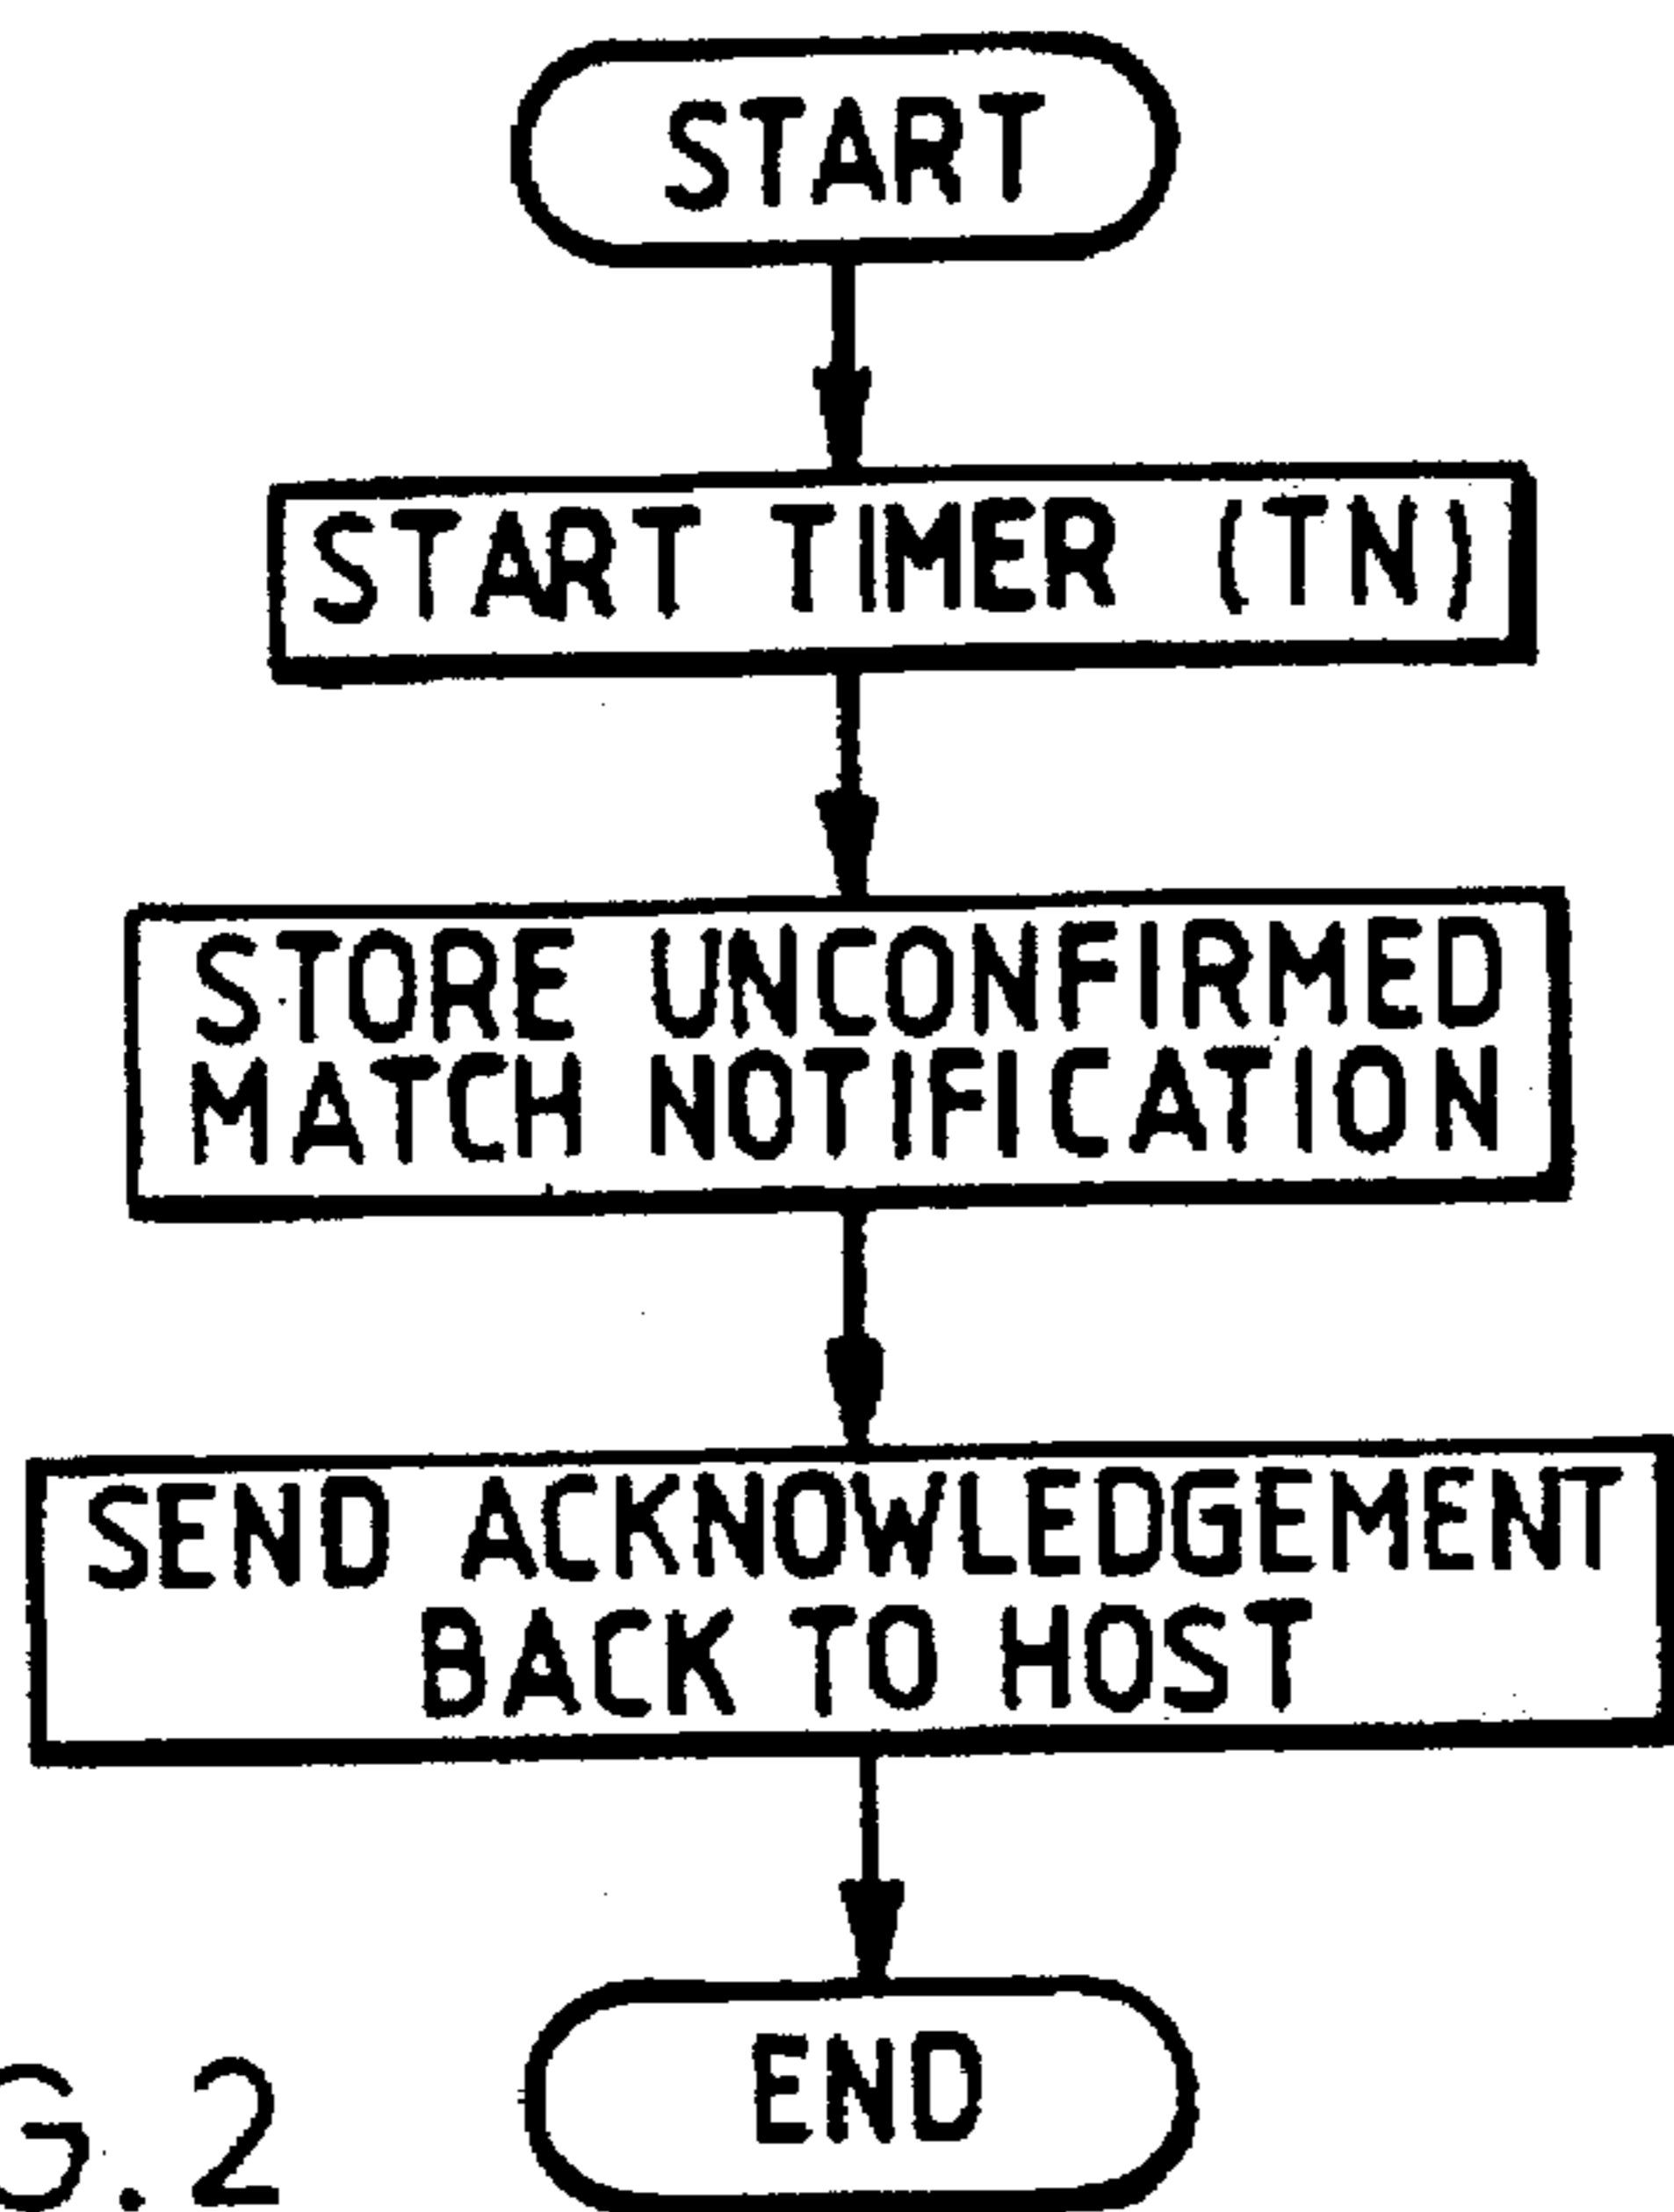 START
START TIMER (TN)
STORE UNCONFIRMED
MATCH NOTIFICATION
SEND ACKNOWLEDGEMENT
BACK TO HOST
END
G.2